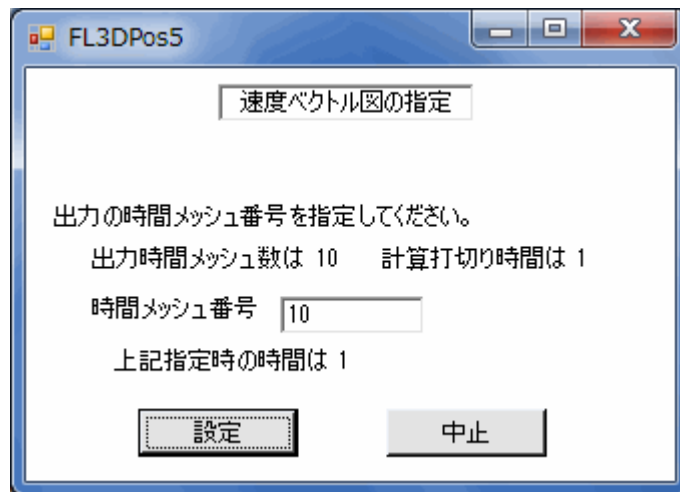 FL3DPos5
速度ベクトル図の指定
出力の時間メッシュ番号を指定してください。
出力時間メッシュ数は 10 計算打切り時間は 1
時間メッシュ番号 10
上記指定時の時間は 1
設定 中止